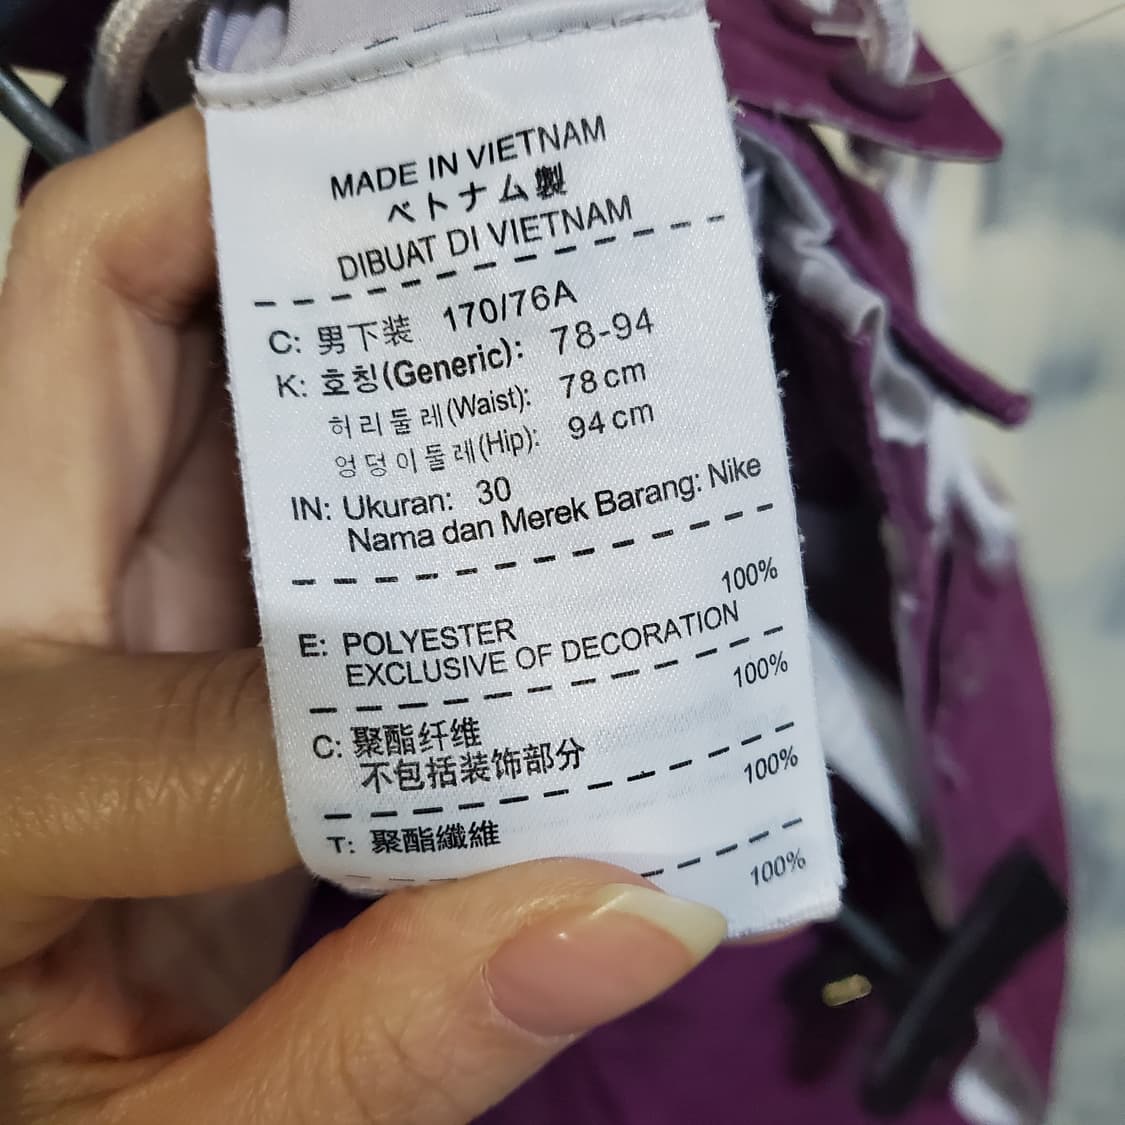 MADE IN VIETNAM
ベトナム製
DIBUAT DI VIETNAM
C: 男下装 170/76A
K: 호칭(Generic): 78-94
허리둘레(Waist): 78 cm
엉덩이둘레(Hip): 94 cm
IN: Ukuran: 30
Nama dan Merek Barang: Nike
100%
E: POLYESTER
EXCLUSIVE OF DECORATION
100%
C: 聚酯纤维
不包括装饰部分
100%
T: 聚酯纖維
100%